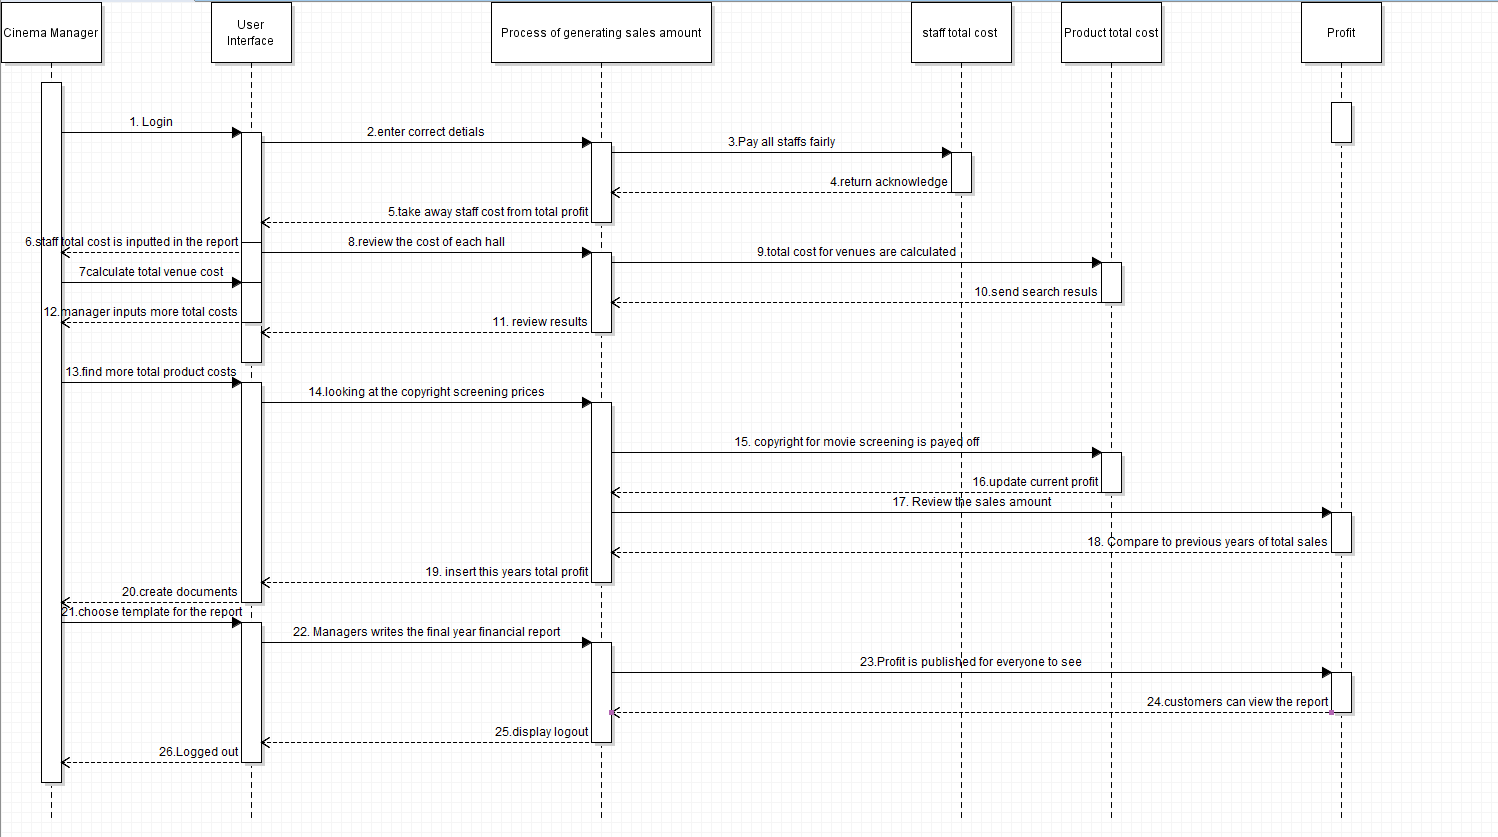 Cinema Manager
User
Interface
Process of generating sales amount
staff total cost
Product total cost
Profit
1. Login
2.enter correct detials
3.Pay all staffs fairly
4.return acknowledge
5.take away staff cost from total profit
6.staff total cost is inputted in the report
8.review the cost of each hall
9.total cost for venues are calculated
7calculate total venue cost
10.send search resuls
12.manager inputs more total costs
11. review results
13.find more total product costs
14.looking at the copyright screening prices
15. copyright for movie screening is payed off
16.update current profit
17. Review the sales amount
18. Compare to previous years of total sales
19. insert this years total profit
20.create documents
21.choose template for the report
22. Managers writes the final year financial report
23.Profit is published for everyone to see
24.customers can view the report
25.display logout
26.Logged out